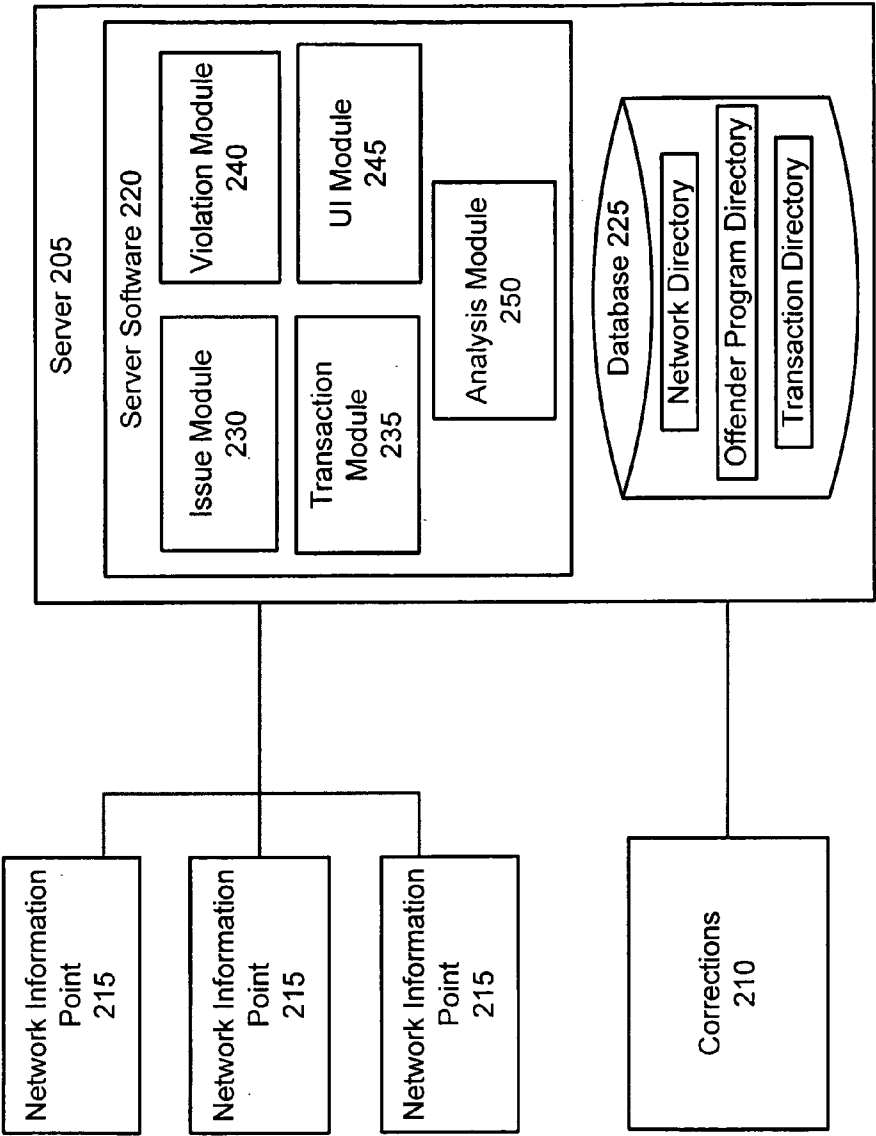 Server 205
Server Software 220
Issue Module
230
Violation Module
240
Transaction
Module
235
UI Module
245
Analysis Module
250
Database 225
Network Directory
Offender Program Directory
Transaction Directory
Network Information
Point
215
Network Information
Point
215
Network Information
Point
215
Corrections
210